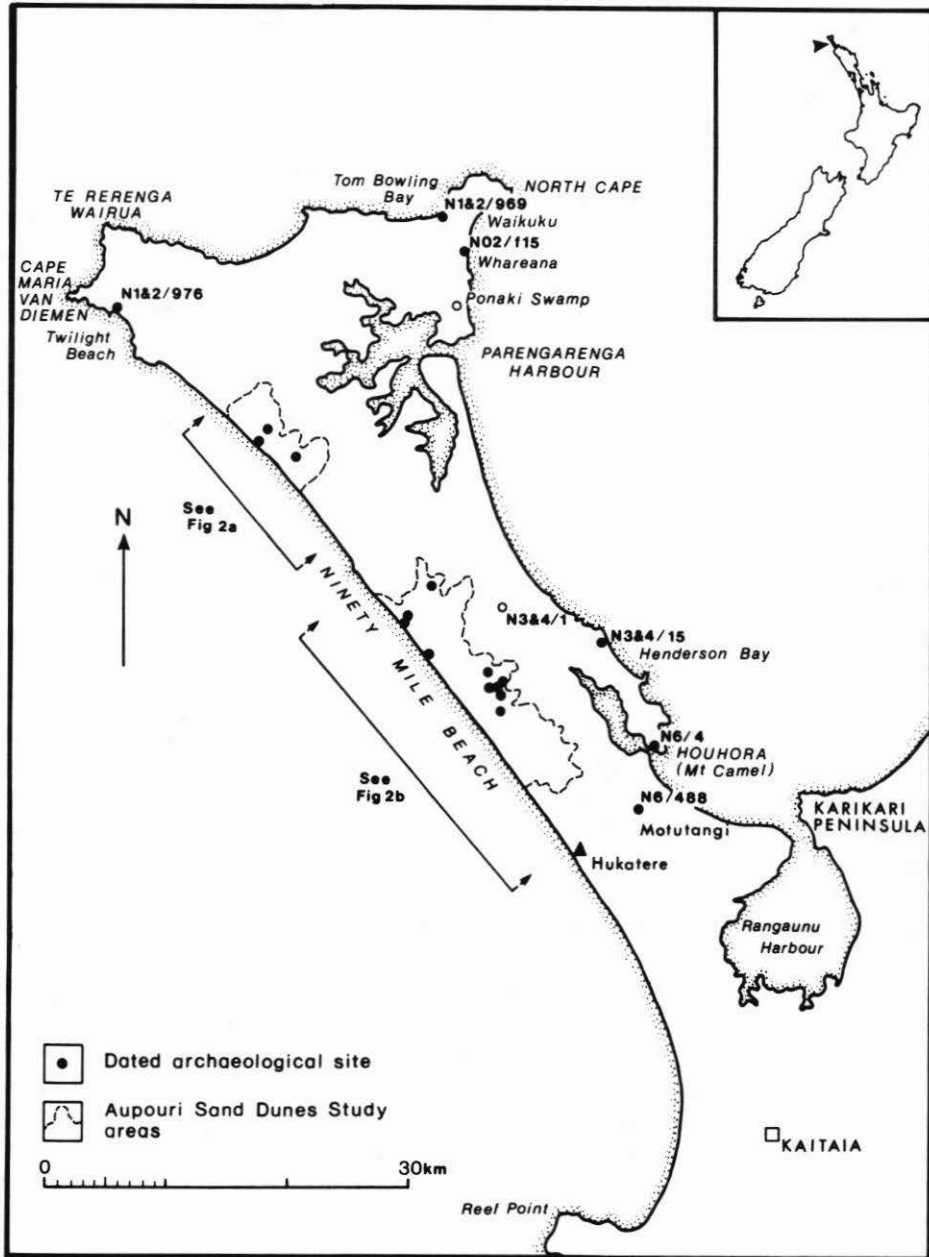 Tom Bowling
Bay
NORTH CAPE
TE RERENGA
WAIRUA
N1&2/969
Waikuku
N02/115
Whareana
CAPE
MARIA
VAN
DIEMEN
N1&2/976
Ponaki Swamp
Twilight
Beach
PARENGARENGA
HARBOUR
See
Fig 2a
N
NINETY MILE BEACH
N3&4/1
N3&4/15
Henderson Bay
See
Fig 2b
N6/4
HOUHORA
(Mt Camel)
N6/488
Motutangi
KARIKARI
PENINSULA
Hukatere
Rangaunu
Harbour
Dated archaeological site
Aupouri Sand Dunes Study
areas
0 30km
KAITAIA
Reel Point